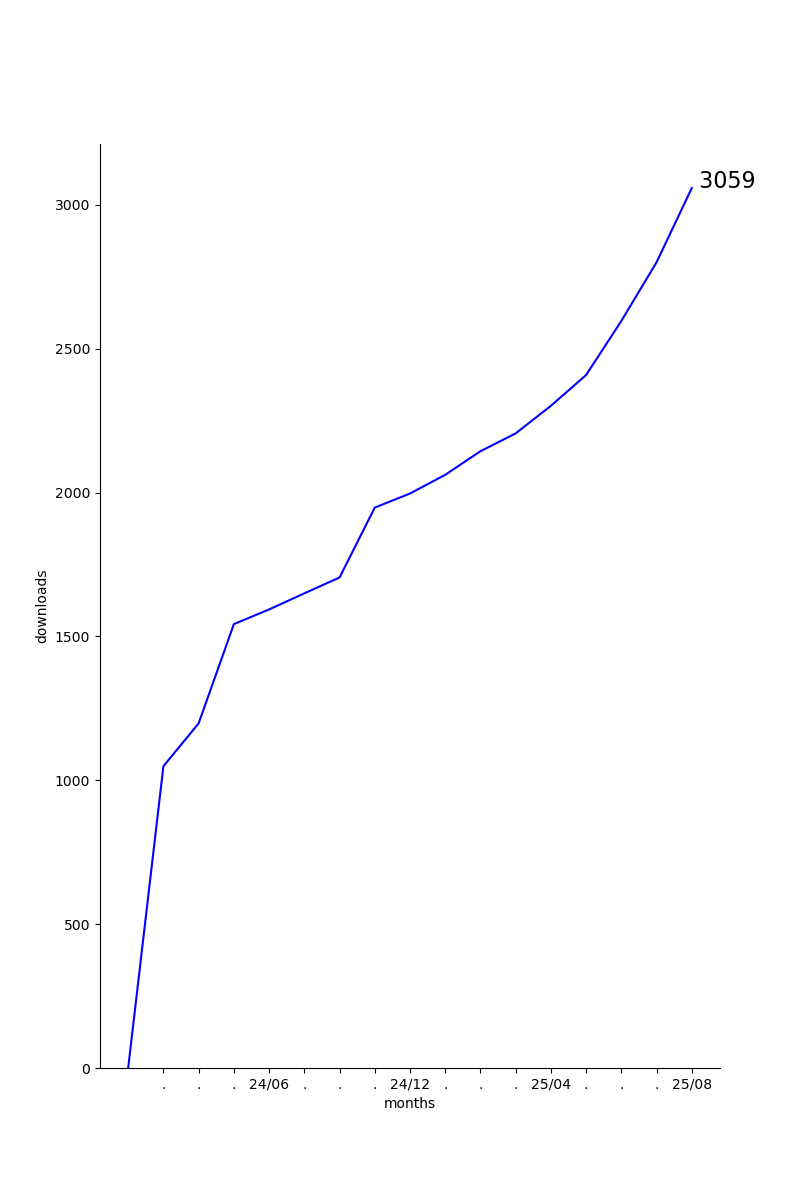 3059
3000
2500
2000
1500
1000
500
0
downloads
. . . 24/06 . . . 24/12 . . . 25/04 . . . 25/08
months